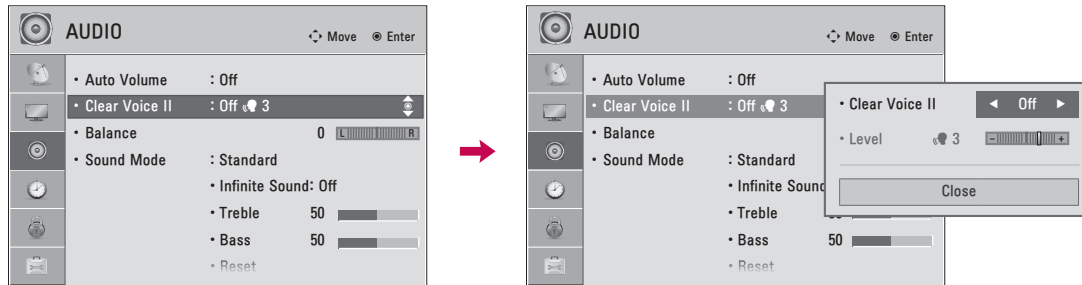 AUDIO
Move Enter
• Auto Volume : Off
• Clear Voice II : Off 3
• Balance 0 L R
• Sound Mode : Standard
• Infinite Sound: Off
• Treble 50
• Bass 50
• Reset
AUDIO
Move Enter
• Auto Volume : Off
• Clear Voice II : Off 3
• Balance
• Sound Mode : Standard
• Infinite Sound
• Treble
• Bass 50
• Reset
• Clear Voice II ◄ Off ►
• Level 3 - +
Close